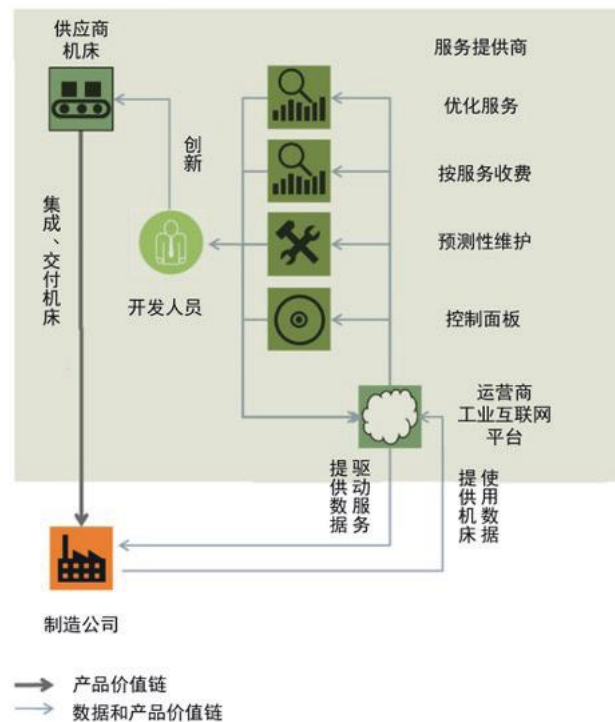 供应商
机床
服务提供商
优化服务
创新
按服务收费
集成、交付机床
预测性维护
开发人员
控制面板
运营商
工业互联网
平台
驱动服务
提供数据
使用数据
提供机床
制造公司
产品价值链
数据和产品价值链